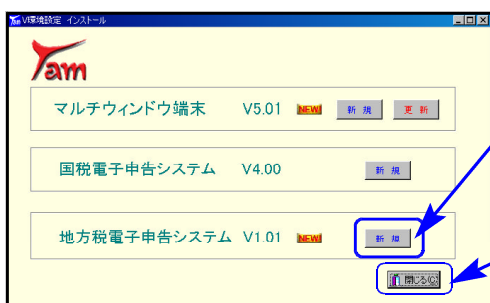 V環境設定 インストール
Tam
マルチウィンドウ端末 V5.01 NEW! 新規 更新
国税電子申告システム V4.00 新規
地方税電子申告システム V1.01 NEW! 新規
閉じる(C)